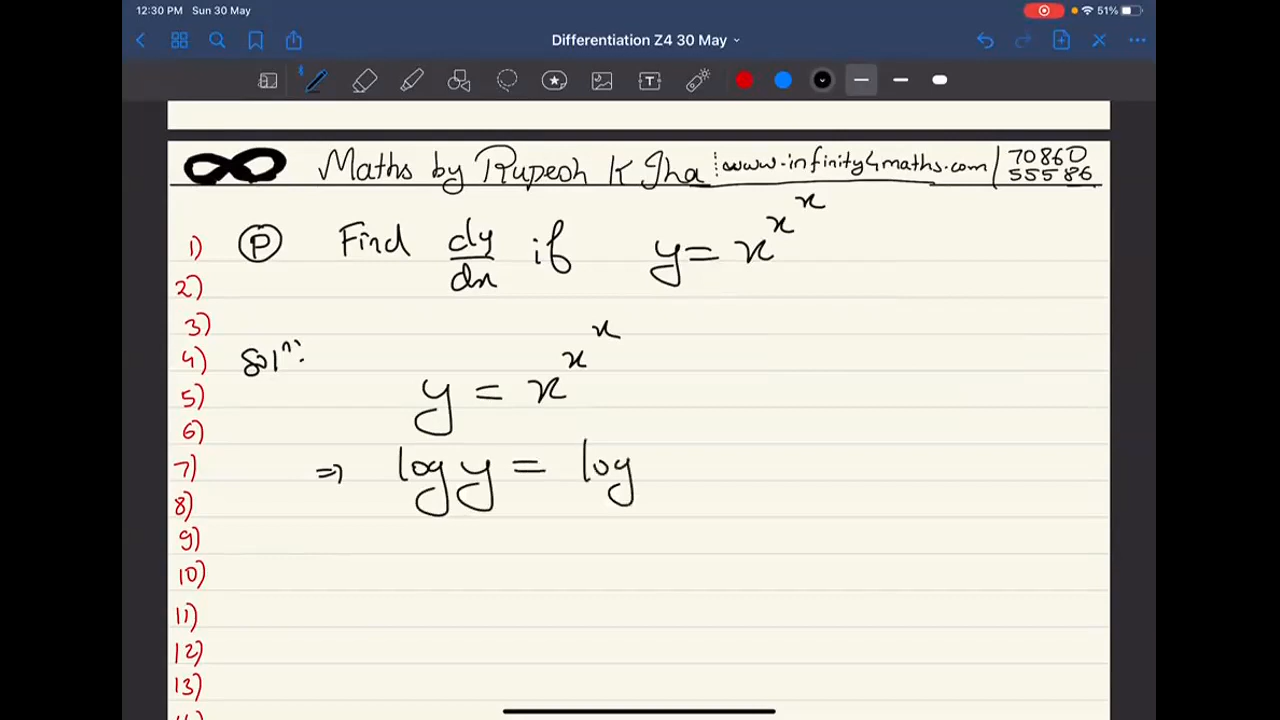 12:30 PM Sun 30 May 51%
Differentiation Z4 30 May
∞ Maths by Rupesh K Jha www.infinity4maths.com 70860 55586
1) P Find dy/dx if y = x^x^x
2)
3)
4) Solⁿ:
5) y = x^x^x
6)
7) ⇒ log y = log
8)
9)
10)
11)
12)
13)